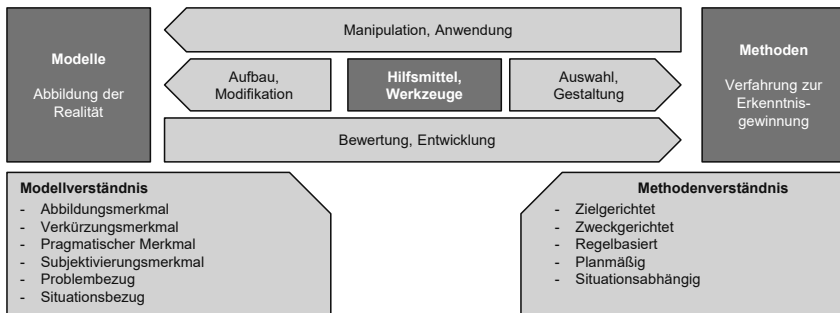 Modelle
Abbildung der
Realität
Manipulation, Anwendung
Aufbau,
Modifikation
Hilfsmittel,
Werkzeuge
Auswahl,
Gestaltung
Bewertung, Entwicklung
Methoden
Verfahrung zur
Erkenntnis-
gewinnung
Modellverständnis
- Abbildungsmerkmal
- Verkürzungsmerkmal
- Pragmatischer Merkmal
- Subjektivierungsmerkmal
- Problembezug
- Situationsbezug
Methodenverständnis
- Zielgerichtet
- Zweckgerichtet
- Regelbasiert
- Planmäßig
- Situationsabhängig